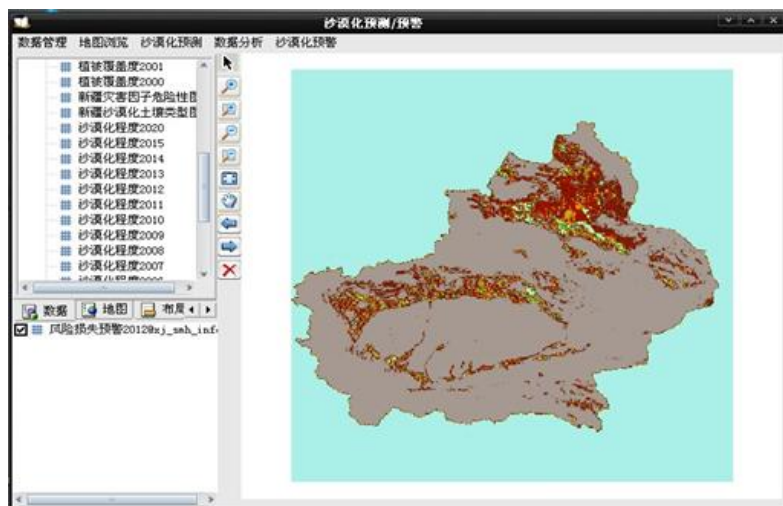 沙漠化预测/预警
数据管理 地图浏览 沙漠化预测 数据分析 沙漠化预警
植被覆盖度2001
植被覆盖度2000
新疆灾害因子危险性图
新疆沙漠化土壤类型图
沙漠化程度2020
沙漠化程度2015
沙漠化程度2014
沙漠化程度2013
沙漠化程度2012
沙漠化程度2011
沙漠化程度2010
沙漠化程度2009
沙漠化程度2008
沙漠化程度2007
数据 地图 布局
风险损失预警2012@xj_smh_inf